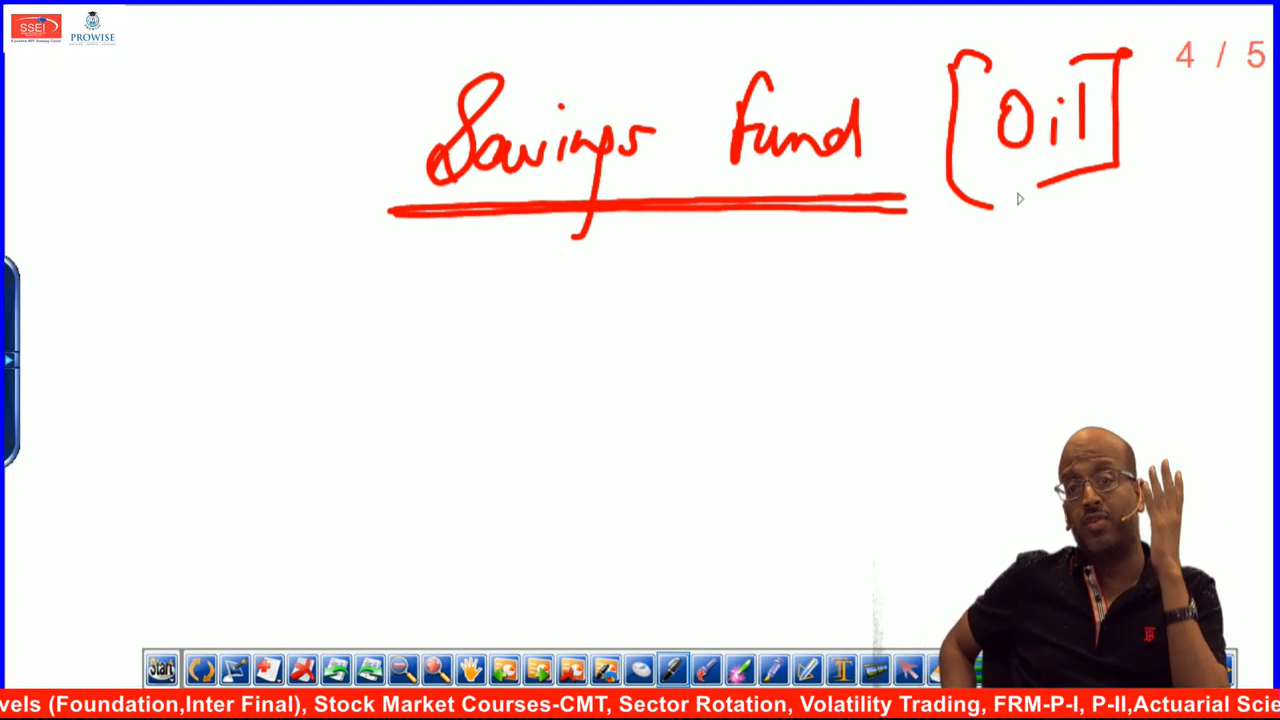 SSEI
PROWISE
4 / 5
Savings Fund [Oil]
Start
vels (Foundation,Inter Final), Stock Market Courses-CMT, Sector Rotation, Volatility Trading, FRM-P-I, P-II,Actuarial Scie